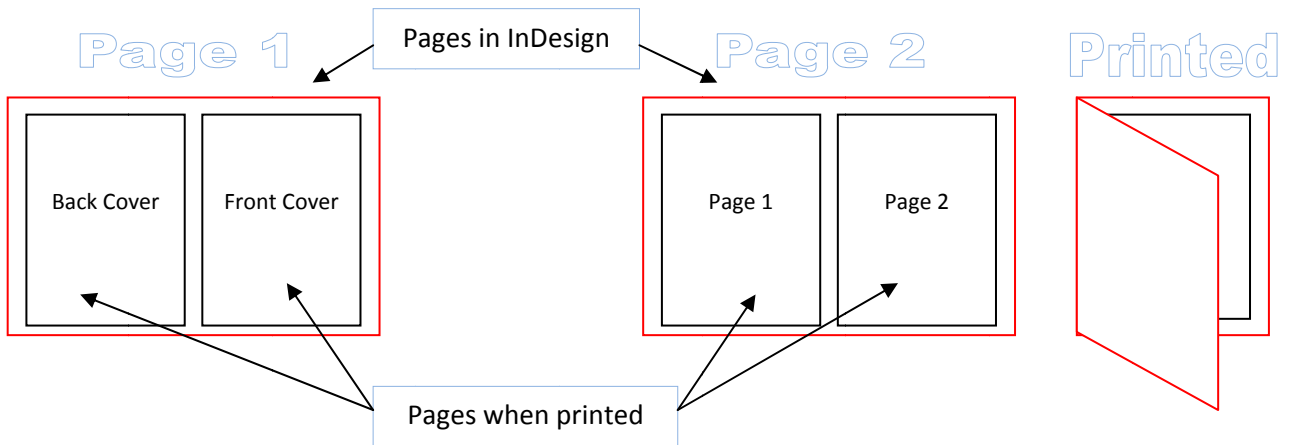 Page 1
Pages in InDesign
Page 2
Printed
Back Cover
Front Cover
Page 1
Page 2
Pages when printed